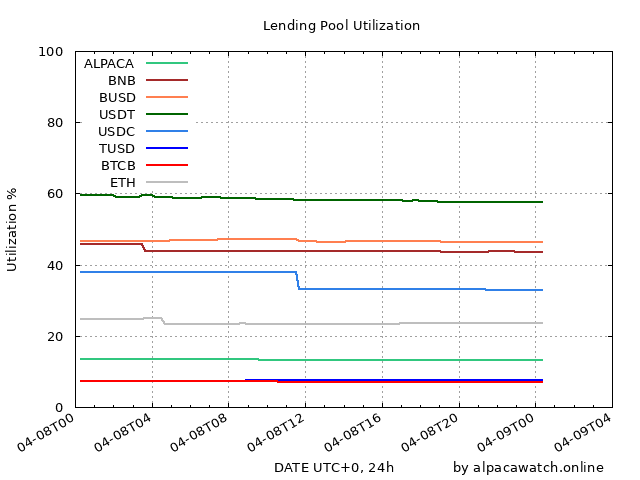 Lending Pool Utilization
100
80
60
40
20
0
Utilization %
ALPACA
BNB
BUSD
USDT
USDC
TUSD
BTCB
ETH
04-08T00
04-08T04
04-08T08
04-08T12
04-08T16
04-08T20
04-09T00
04-09T04
DATE UTC+0, 24h
by alpacawatch.online